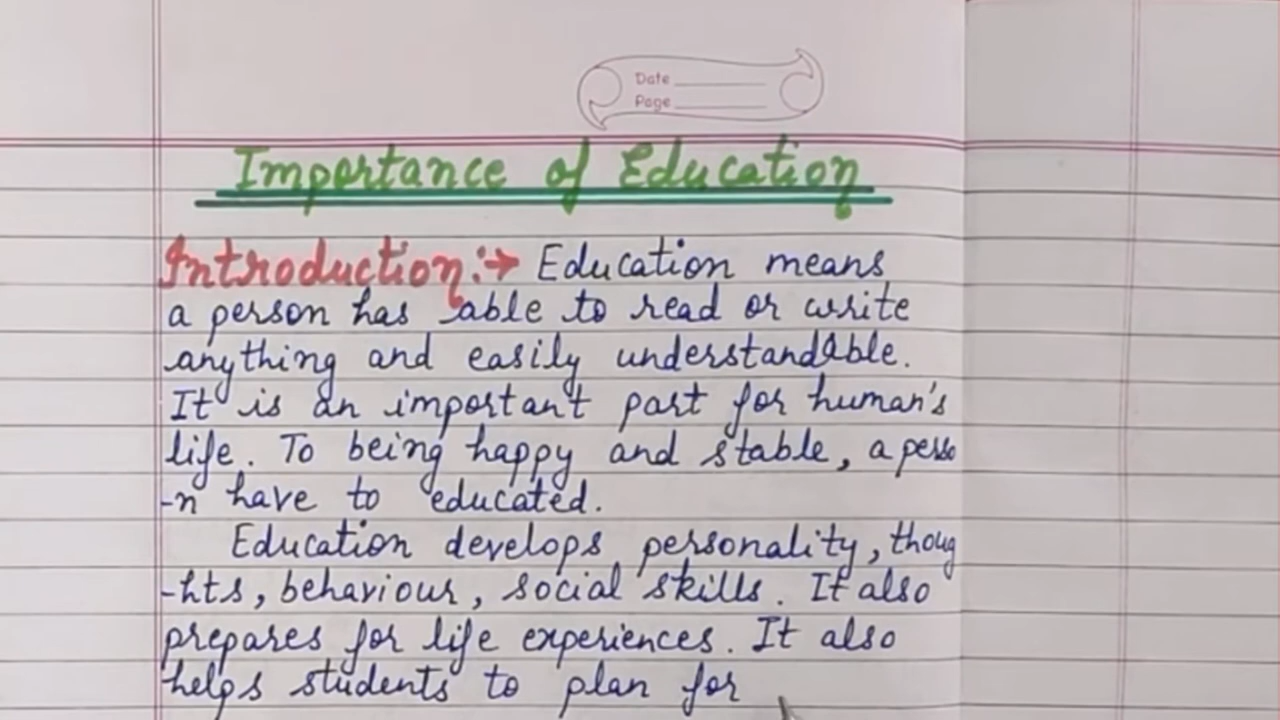 Date
Page
Importance of Education
Introduction:→ Education means
a person has able to read or write
anything and easily understandable.
It is an important part for human's
life. To being happy and stable, a perso
-n have to educated.
Education develops personality, thoug
-hts, behaviour, social skills. It also
prepares for life experiences. It also
helps students to plan for